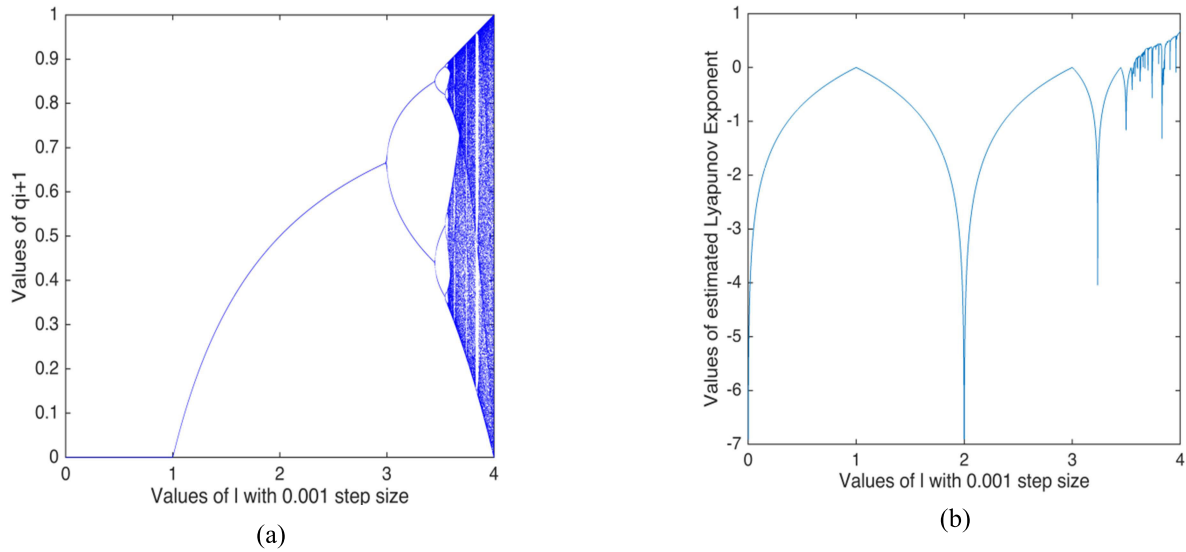 1
0.9
0.8
0.7
0.6
0.5
0.4
0.3
0.2
0.1
0
Values of qi+1
0 1 2 3 4
Values of l with 0.001 step size
(a)
1
0
-1
-2
-3
-4
-5
-6
-7
Values of estimated Lyapunov Exponent
0 1 2 3 4
Values of l with 0.001 step size
(b)